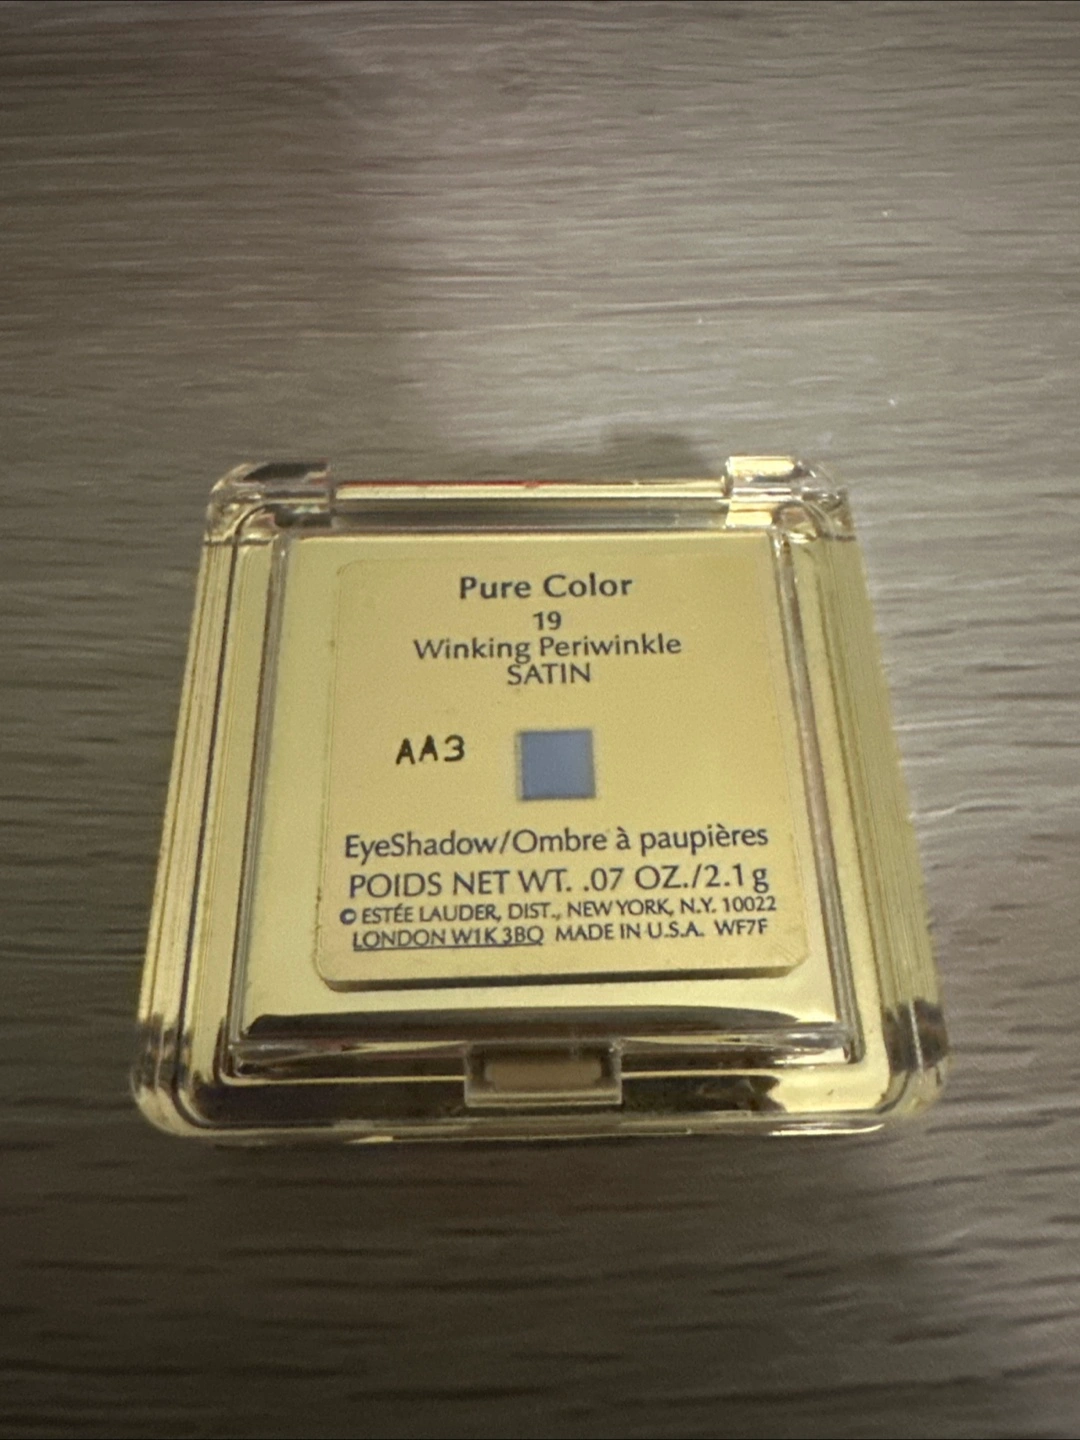 Pure Color
19
Winking Periwinkle
SATIN
AA3
EyeShadow/Ombre à paupières
POIDS NET WT. .07 OZ./2.1 g
© ESTÉE LAUDER, DIST., NEW YORK, N.Y. 10022
LONDON W1K 3BQ MADE IN U.S.A. WF7F